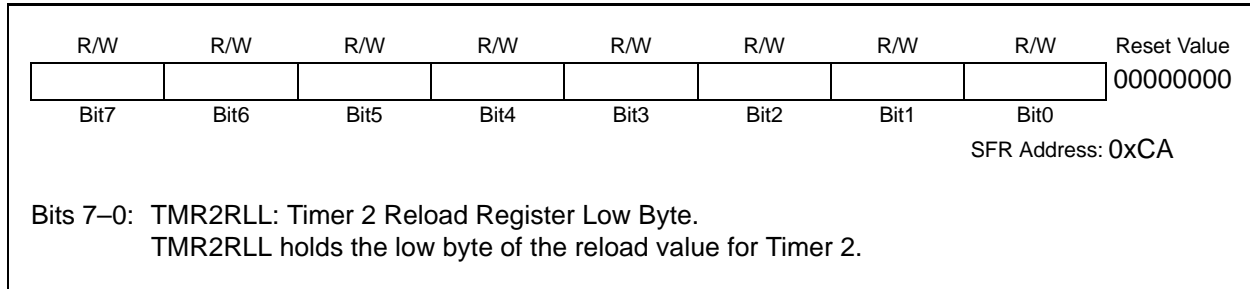 R/W R/W R/W R/W R/W R/W R/W R/W Reset Value
00000000
Bit7 Bit6 Bit5 Bit4 Bit3 Bit2 Bit1 Bit0
SFR Address: 0xCA
Bits 7–0: TMR2RLL: Timer 2 Reload Register Low Byte.
TMR2RLL holds the low byte of the reload value for Timer 2.